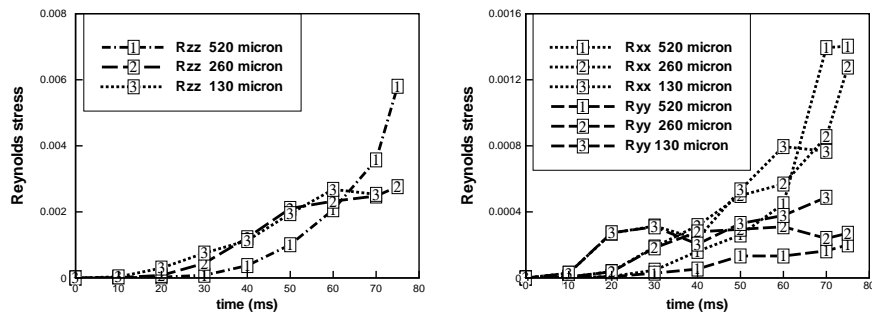 0.008
0.006
0.004
0.002
0
Reynolds stress
1 Rzz 520 micron
2 Rzz 260 micron
3 Rzz 130 micron
0 10 20 30 40 50 60 70 80
time (ms)
0.0016
0.0012
0.0008
0.0004
0
Reynolds stress
1 Rxx 520 micron
2 Rxx 260 micron
3 Rxx 130 micron
1 Ryy 520 micron
2 Ryy 260 micron
3 Ryy 130 micron
0 10 20 30 40 50 60 70 80
time (ms)